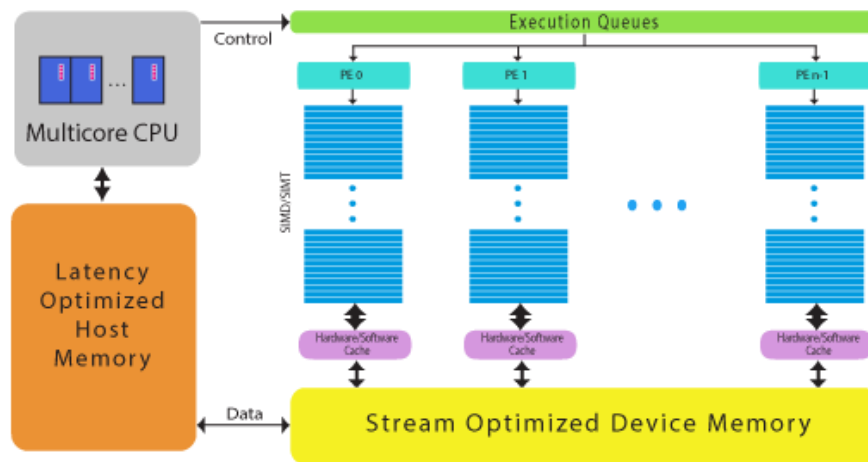 Execution Queues
Control
PE 0
PE 1
PE n-1
...
Multicore CPU
SIMD/SIMT
Latency
Optimized
Host
Memory
Hardware/Software
Cache
Hardware/Software
Cache
Hardware/Software
Cache
Data
Stream Optimized Device Memory